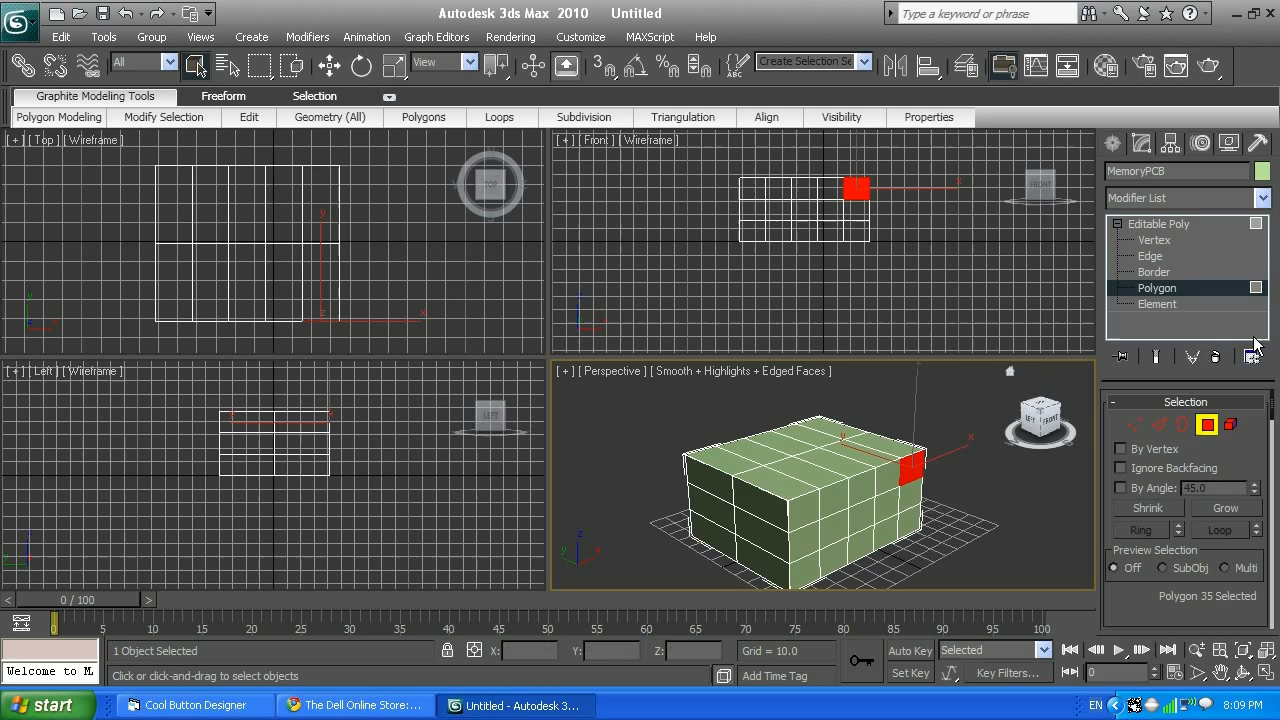 Autodesk 3ds Max 2010 Untitled
Type a keyword or phrase
Edit Tools Group Views Create Modifiers Animation Graph Editors Rendering Customize MAXScript Help
All View Create Selection Se
Graphite Modeling Tools Freeform Selection
Polygon Modeling Modify Selection Edit Geometry (All) Polygons Loops Subdivision Triangulation Align Visibility Properties
[ + ] [ Top ] [ Wireframe ]
TOP
y
x
z
y
[ + ] [ Front ] [ Wireframe ]
FRONT
x
[ + ] [ Left ] [ Wireframe ]
LEFT
y
[ + ] [ Perspective ] [ Smooth + Highlights + Edged Faces ]
LEFT FRONT
y
x
z
y x
MemoryPCB
Modifier List
Editable Poly
Vertex
Edge
Border
Polygon
Element
- Selection
By Vertex
Ignore Backfacing
By Angle: 45.0
Shrink Grow
Ring Loop
Preview Selection
Off SubObj Multi
Polygon 35 Selected
< 0 / 100 >
0 5 10 15 20 25 30 35 40 45 50 55 60 65 70 75 80 85 90 95 100
1 Object Selected X: Y: Z: Grid = 10.0 Auto Key Selected
Welcome to M Click or click-and-drag to select objects Add Time Tag Set Key Key Filters... 0
start Cool Button Designer The Dell Online Store:... Untitled - Autodesk 3... EN 8:09 PM